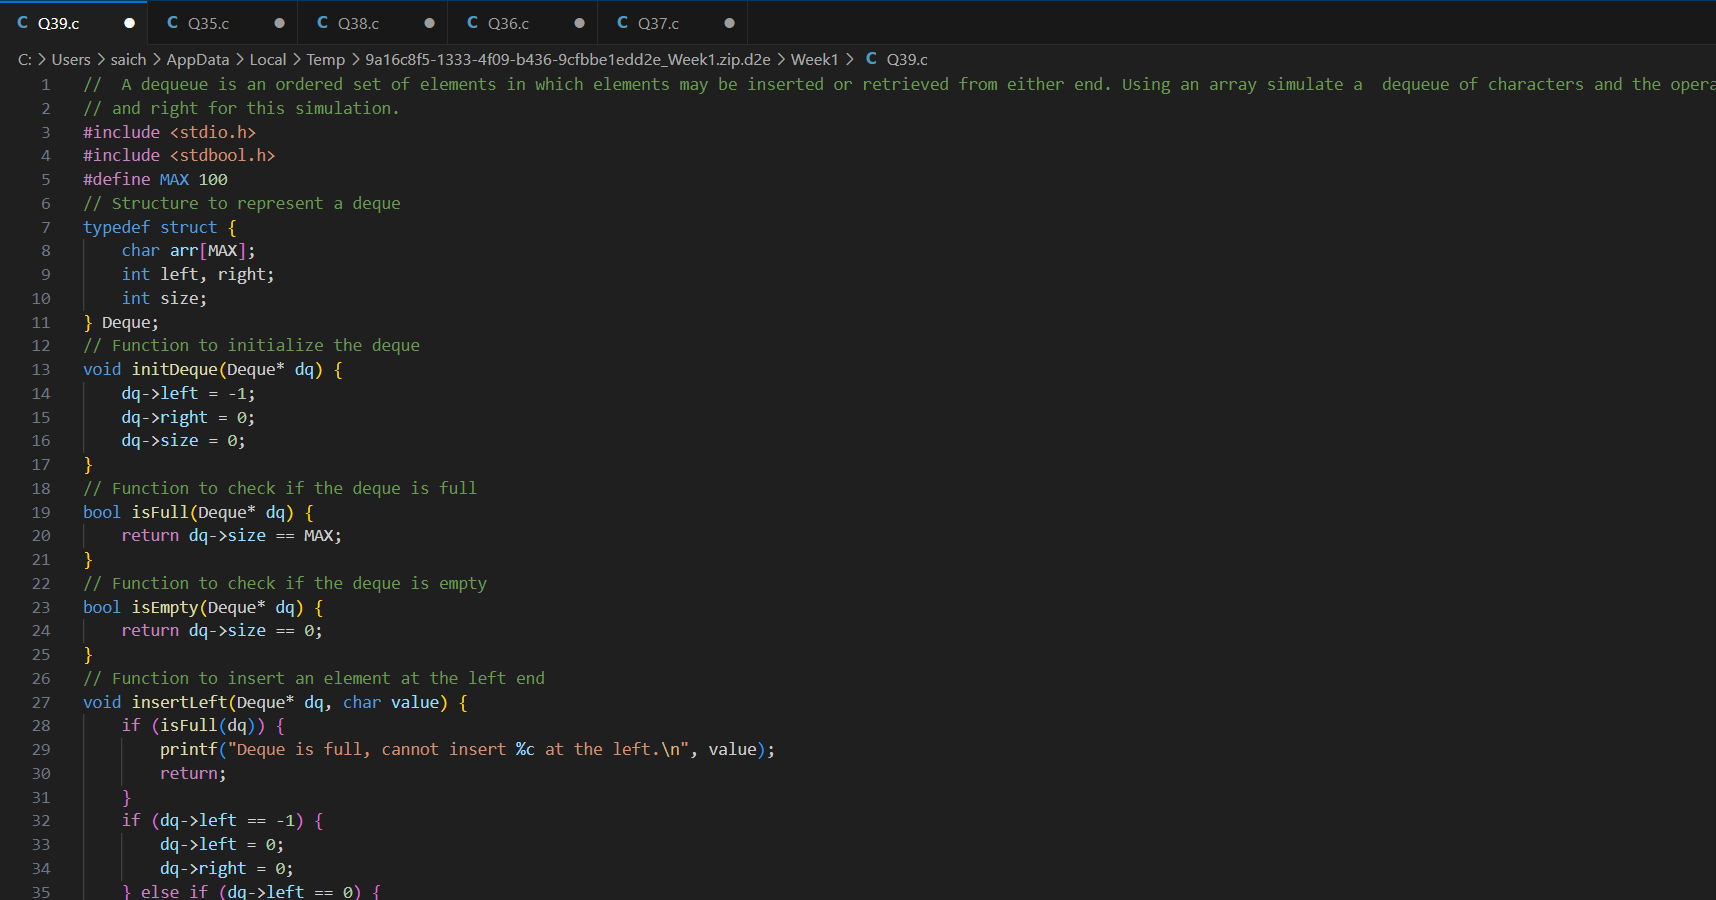 C Q39.c ● C Q35.c ● C Q38.c ● C Q36.c ● C Q37.c ●
C: > Users > saich > AppData > Local > Temp > 9a16c8f5-1333-4f09-b436-9cfbbe1edd2e_Week1.zip.d2e > Week1 > C Q39.c
1 //  A dequeue is an ordered set of elements in which elements may be inserted or retrieved from either end. Using an array simulate a  dequeue of characters and the opera
2 // and right for this simulation.
3 #include <stdio.h>
4 #include <stdbool.h>
5 #define MAX 100
6 // Structure to represent a deque
7 typedef struct {
8     char arr[MAX];
9     int left, right;
10     int size;
11 } Deque;
12 // Function to initialize the deque
13 void initDeque(Deque* dq) {
14     dq->left = -1;
15     dq->right = 0;
16     dq->size = 0;
17 }
18 // Function to check if the deque is full
19 bool isFull(Deque* dq) {
20     return dq->size == MAX;
21 }
22 // Function to check if the deque is empty
23 bool isEmpty(Deque* dq) {
24     return dq->size == 0;
25 }
26 // Function to insert an element at the left end
27 void insertLeft(Deque* dq, char value) {
28     if (isFull(dq)) {
29         printf("Deque is full, cannot insert %c at the left.\n", value);
30         return;
31     }
32     if (dq->left == -1) {
33         dq->left = 0;
34         dq->right = 0;
35     } else if (dq->left == 0) {